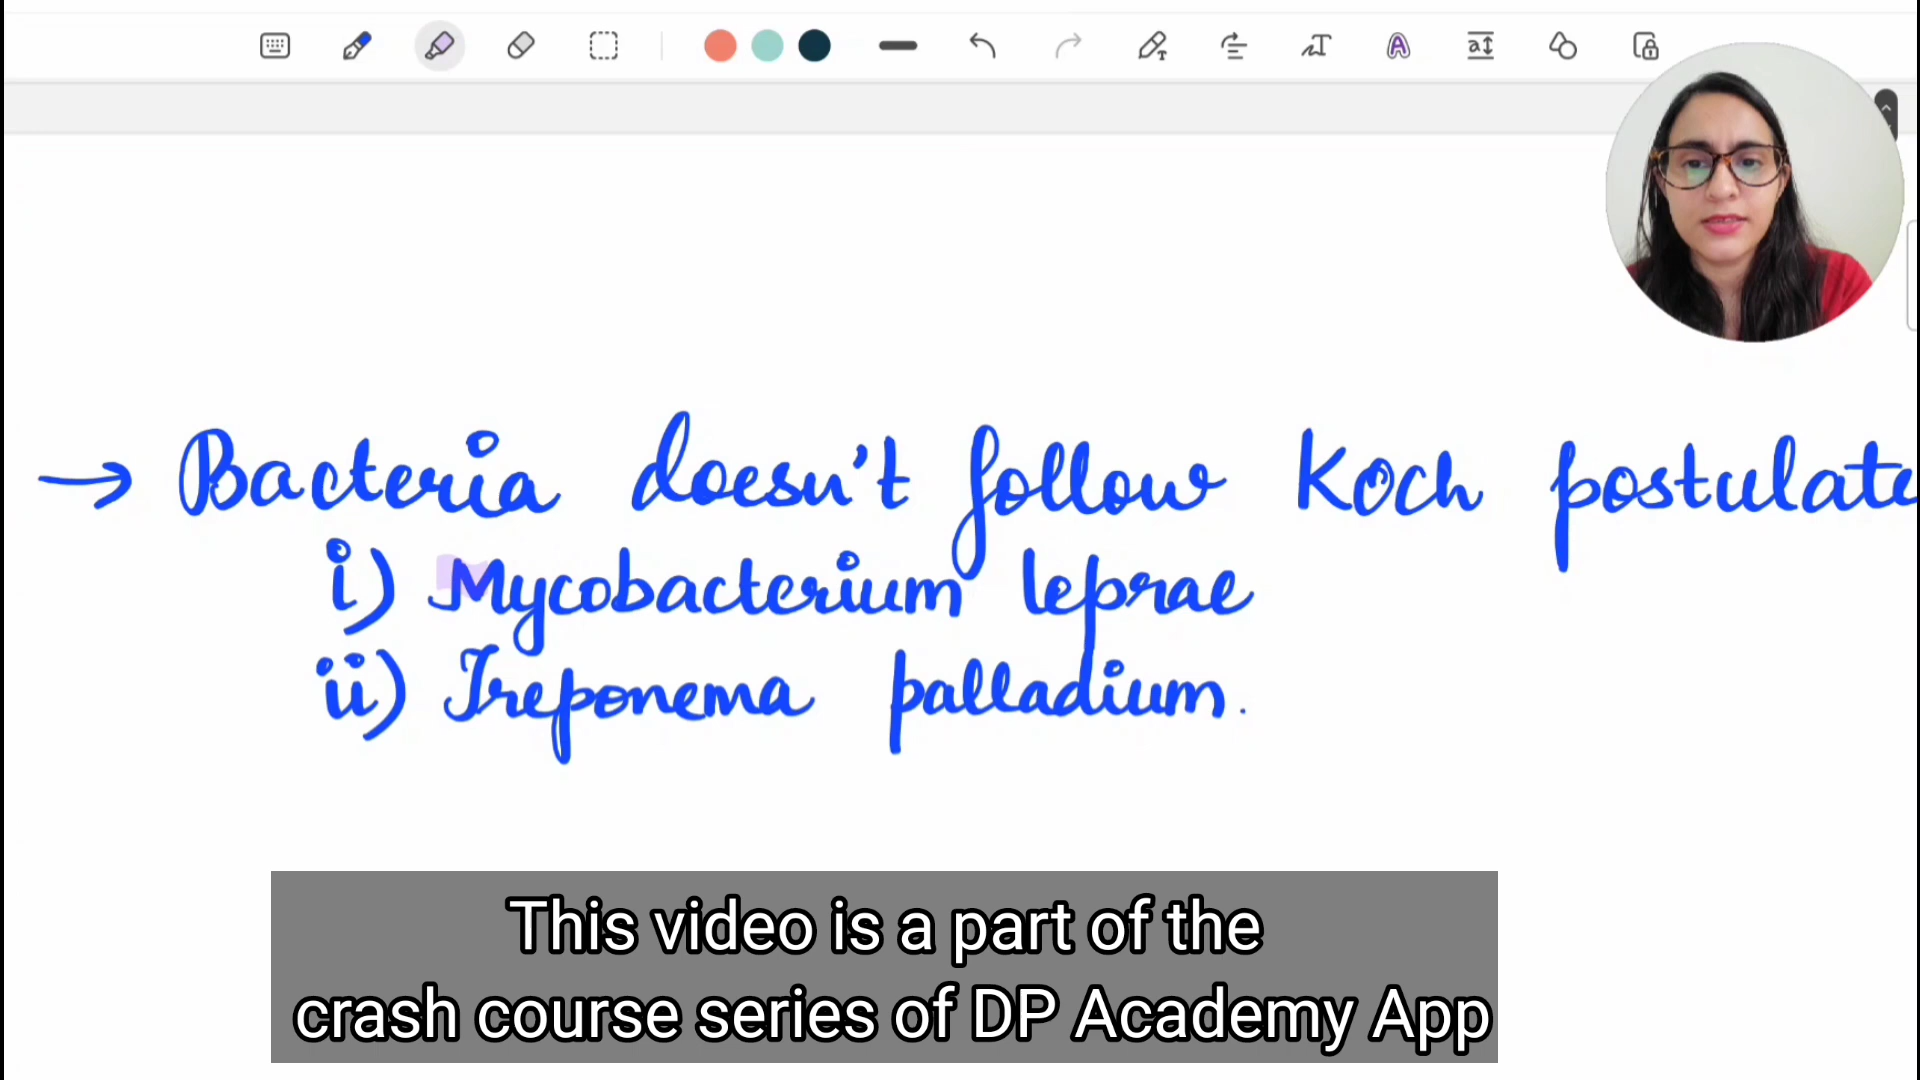 → Bacteria doesn't follow Koch postulate
i) Mycobacterium leprae
ii) Treponema palladium.
This video is a part of the
crash course series of DP Academy App